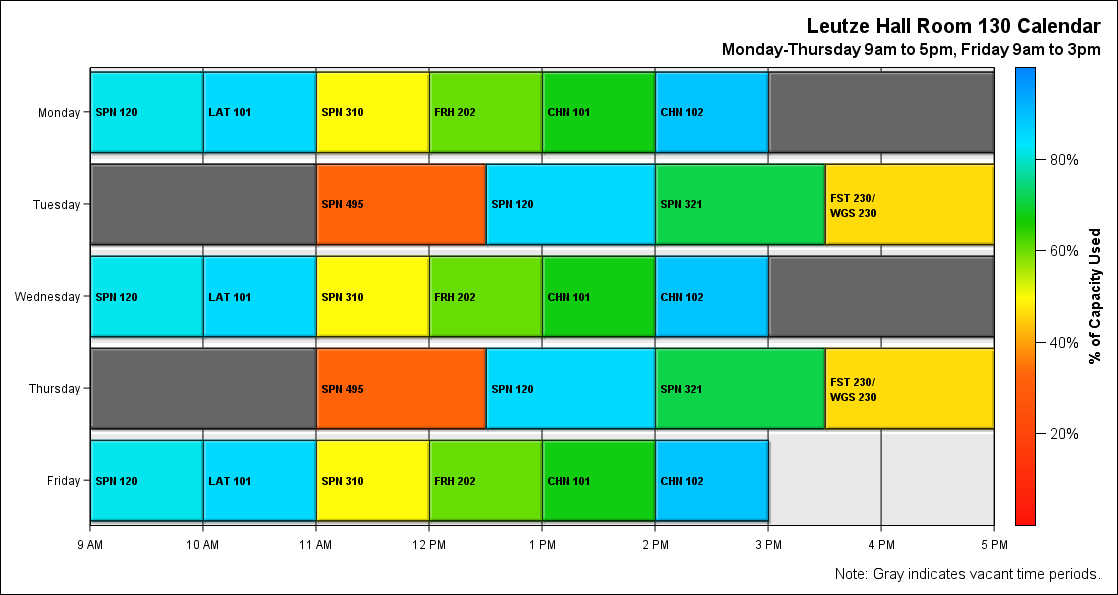 Leutze Hall Room 130 Calendar
Monday-Thursday 9am to 5pm, Friday 9am to 3pm
Monday
SPN 120
LAT 101
SPN 310
FRH 202
CHN 101
CHN 102
Tuesday
SPN 495
SPN 120
SPN 321
FST 230/
WGS 230
Wednesday
SPN 120
LAT 101
SPN 310
FRH 202
CHN 101
CHN 102
Thursday
SPN 495
SPN 120
SPN 321
FST 230/
WGS 230
Friday
SPN 120
LAT 101
SPN 310
FRH 202
CHN 101
CHN 102
9 AM
10 AM
11 AM
12 PM
1 PM
2 PM
3 PM
4 PM
5 PM
80%
60%
40%
20%
% of Capacity Used
Note: Gray indicates vacant time periods.